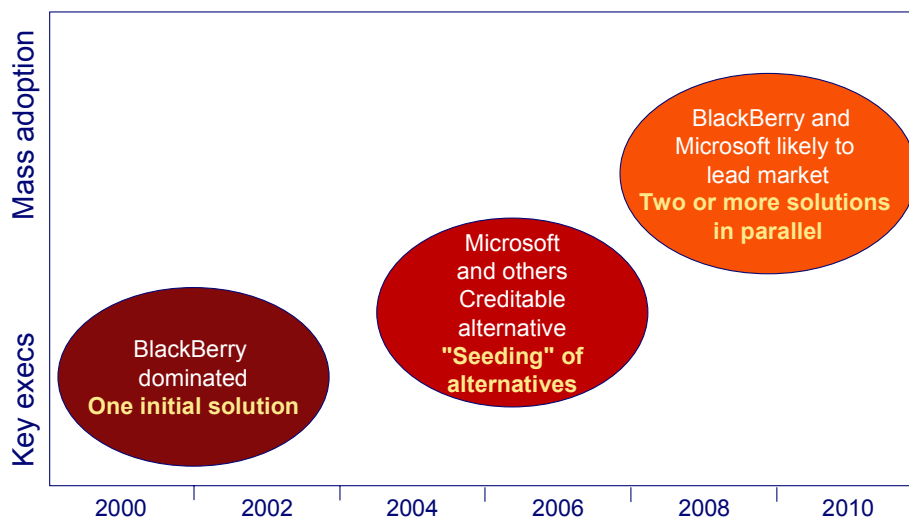 Mass adoption
Key execs
BlackBerry and
Microsoft likely to
lead market
Two or more solutions
in parallel
Microsoft
and others
Creditable
alternative
"Seeding" of
alternatives
BlackBerry
dominated
One initial solution
2000 2002 2004 2006 2008 2010